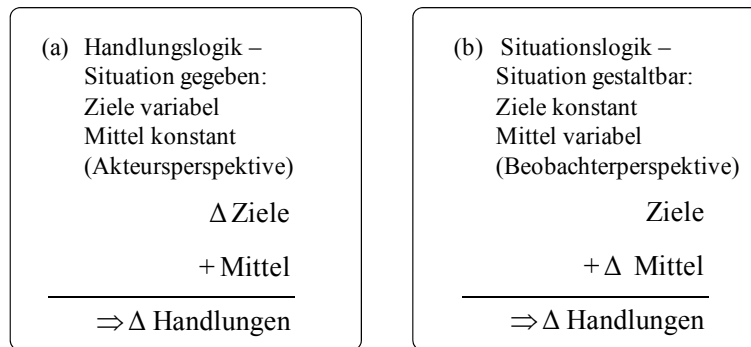 (a) Handlungslogik –
Situation gegeben:
Ziele variabel
Mittel konstant
(Akteursperspektive)
Δ Ziele
+ Mittel
⇒ Δ Handlungen
(b) Situationslogik –
Situation gestaltbar:
Ziele konstant
Mittel variabel
(Beobachterperspektive)
Ziele
+ Δ Mittel
⇒ Δ Handlungen